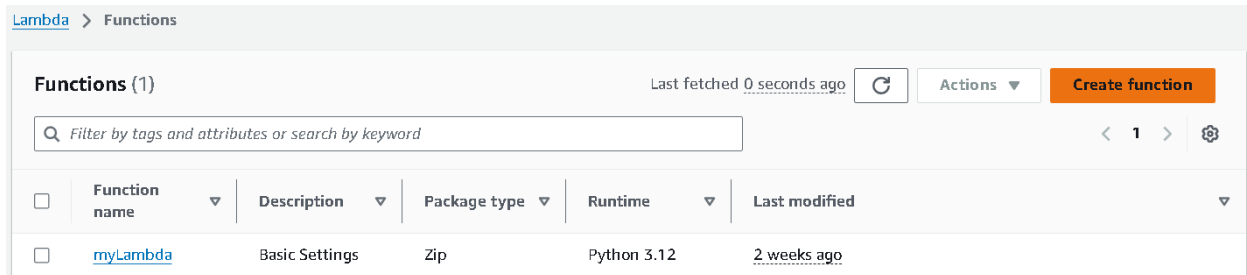 Lambda > Functions
Functions (1)
Last fetched 0 seconds ago
Actions
Create function
Filter by tags and attributes or search by keyword
1
Function name
Description
Package type
Runtime
Last modified
myLambda
Basic Settings
Zip
Python 3.12
2 weeks ago